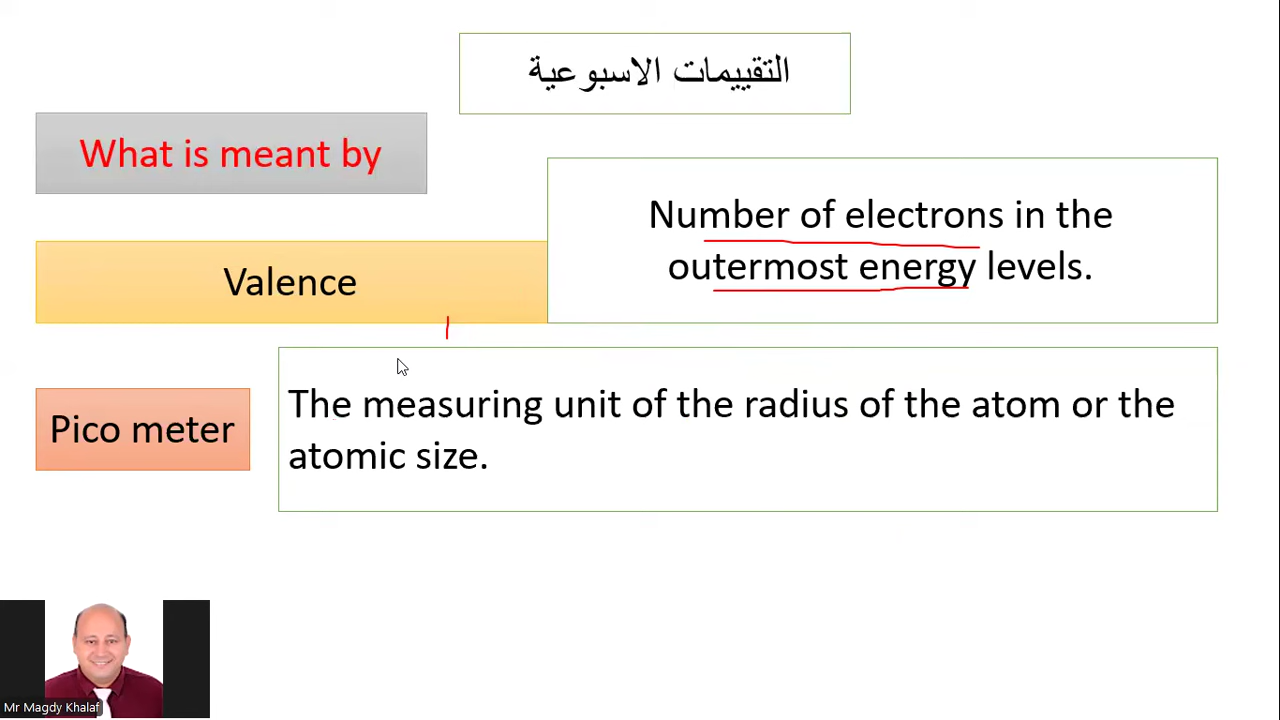 التقييمات الاسبوعية
What is meant by
Number of electrons in the
outermost energy levels.
Valence
The measuring unit of the radius of the atom or the
atomic size.
Pico meter
Mr Magdy Khalaf